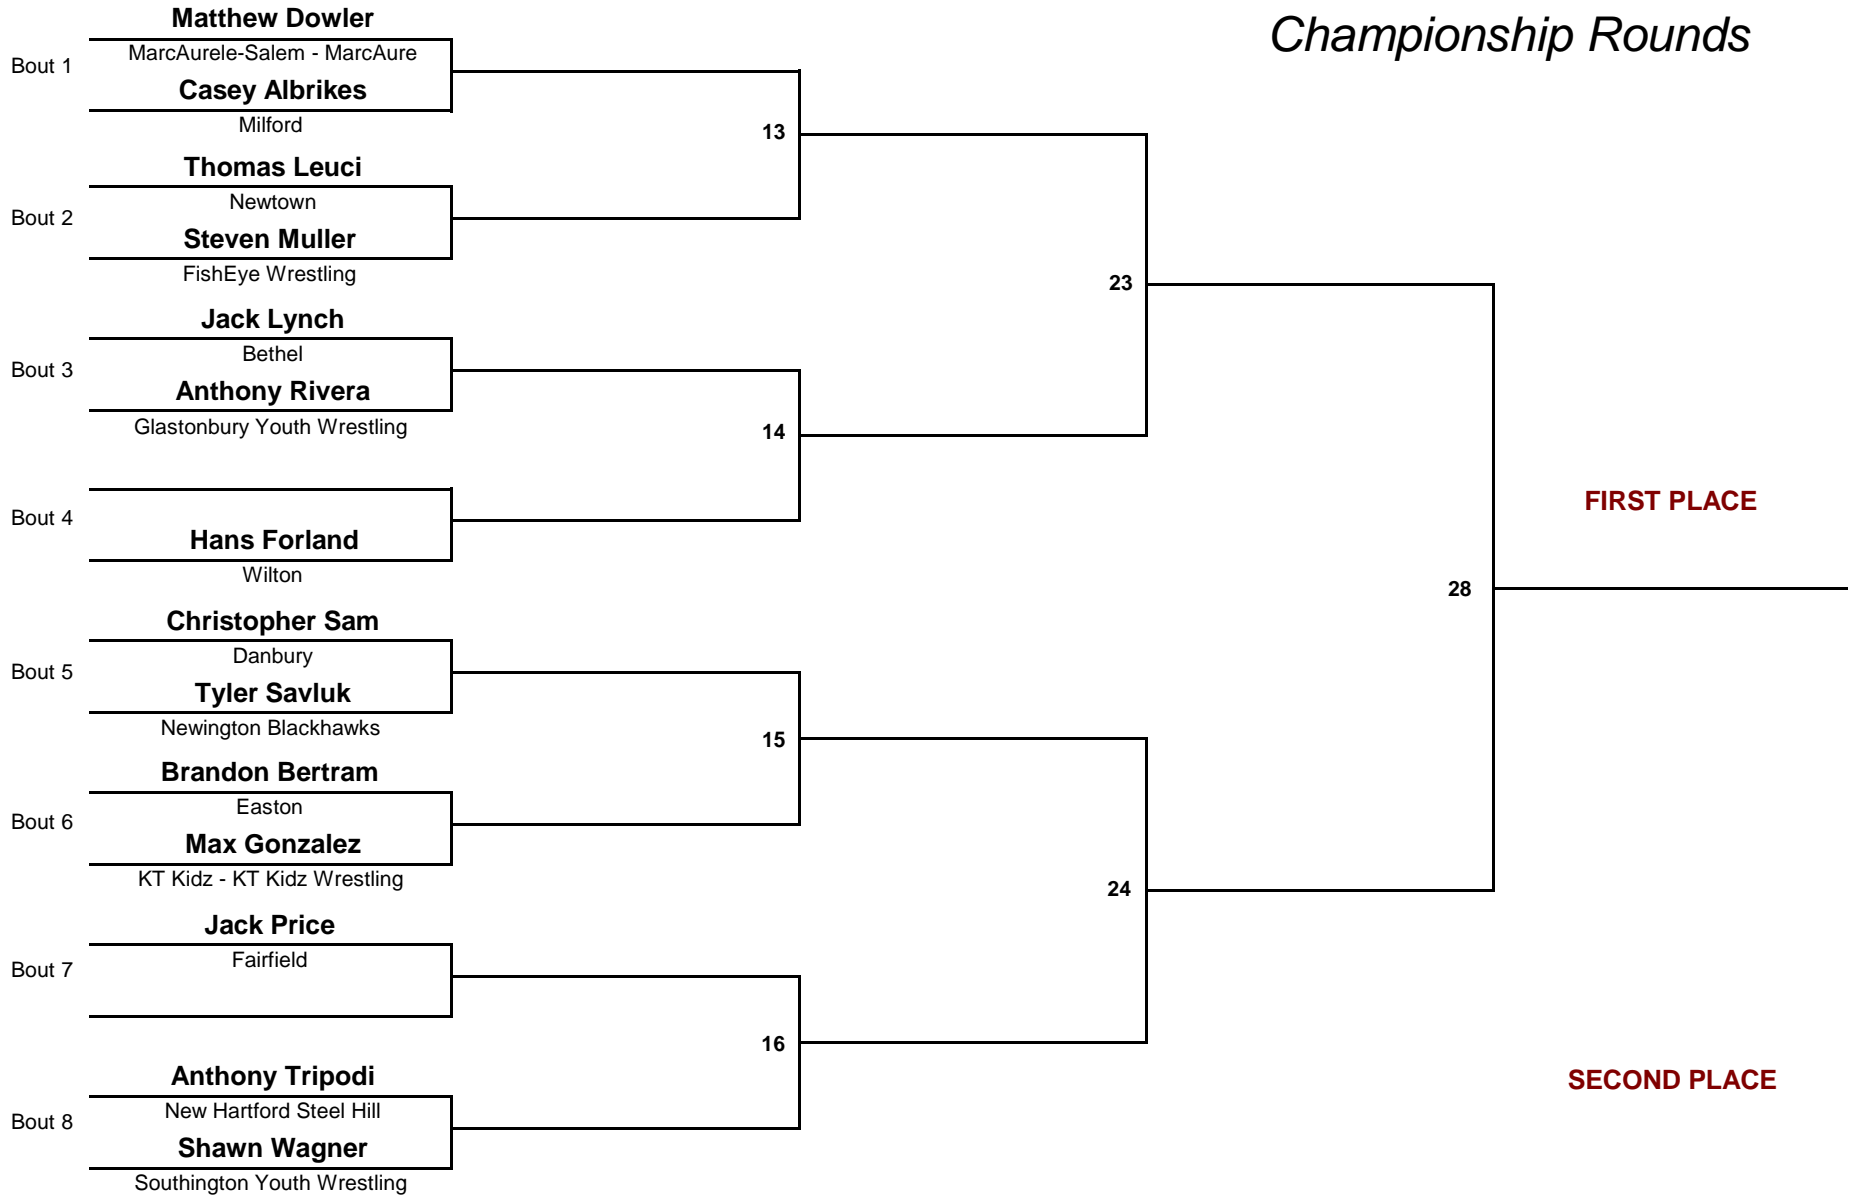 Championship Rounds
Matthew Dowler
Bout 1
MarcAurele-Salem - MarcAure
Casey Albrikes
Milford
13
Thomas Leuci
Bout 2
Newtown
Steven Muller
FishEye Wrestling
23
Jack Lynch
Bout 3
Bethel
Anthony Rivera
Glastonbury Youth Wrestling
14
Bout 4
Hans Forland
Wilton
FIRST PLACE
28
Christopher Sam
Bout 5
Danbury
Tyler Savluk
Newington Blackhawks
15
Brandon Bertram
Bout 6
Easton
Max Gonzalez
KT Kidz - KT Kidz Wrestling
24
Jack Price
Bout 7
Fairfield
16
Anthony Tripodi
Bout 8
New Hartford Steel Hill
Shawn Wagner
Southington Youth Wrestling
SECOND PLACE